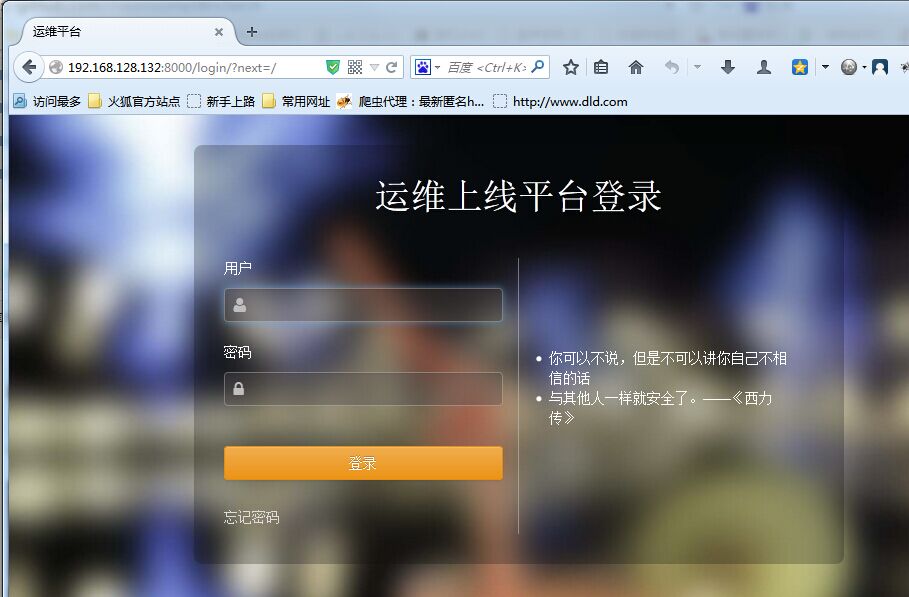 运维平台
192.168.128.132:8000/login/?next=/
百度 <Ctrl+K>
访问最多 火狐官方站点 新手上路 常用网址 爬虫代理：最新匿名h... http://www.dld.com
运维上线平台登录
用户
密码
登录
忘记密码
你可以不说，但是不可以讲你自己不相
信的话
与其他人一样就安全了。——《西力
传》